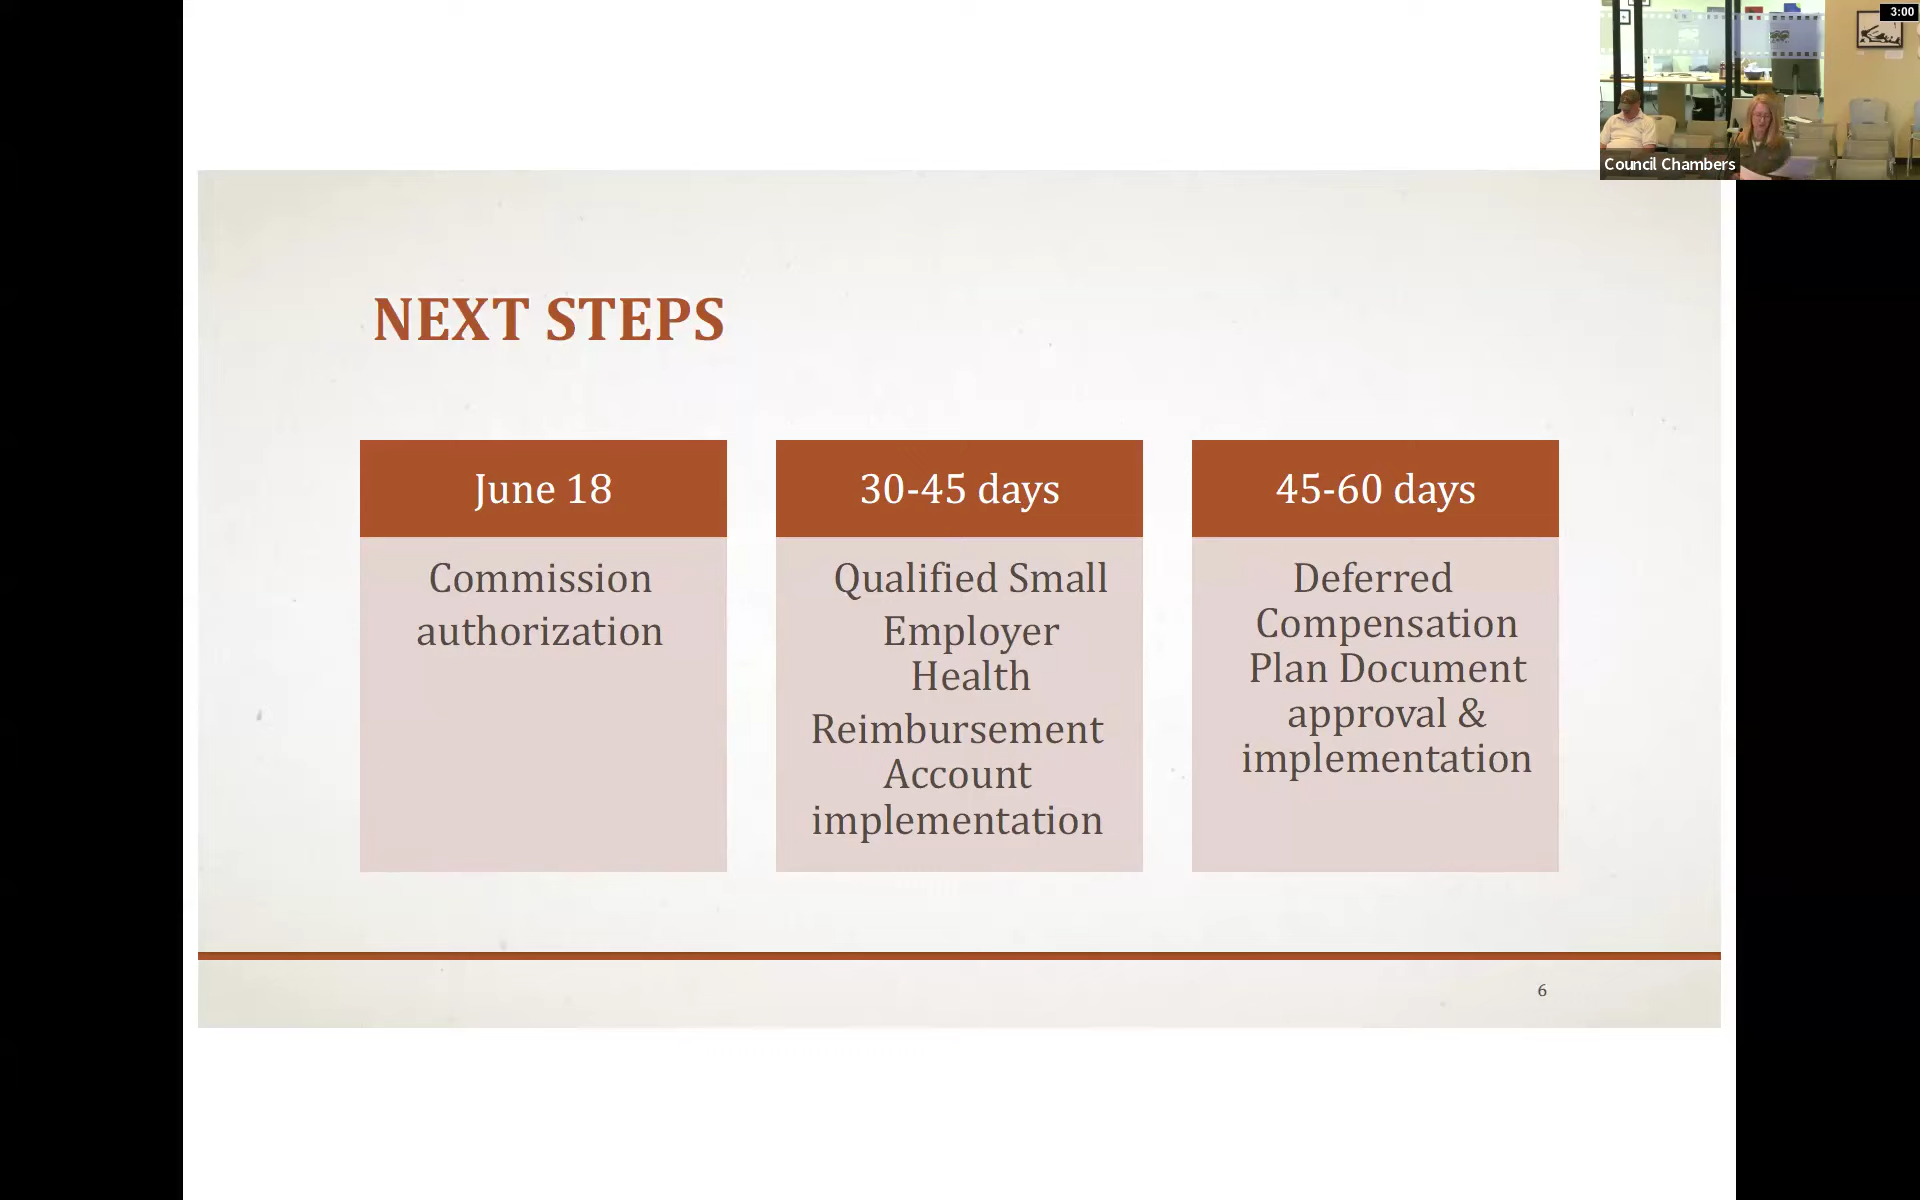 3:00
Council Chambers
NEXT STEPS
June 18
Commission
authorization
30-45 days
Qualified Small
Employer
Health
Reimbursement
Account
implementation
45-60 days
Deferred
Compensation
Plan Document
approval &
implementation
6